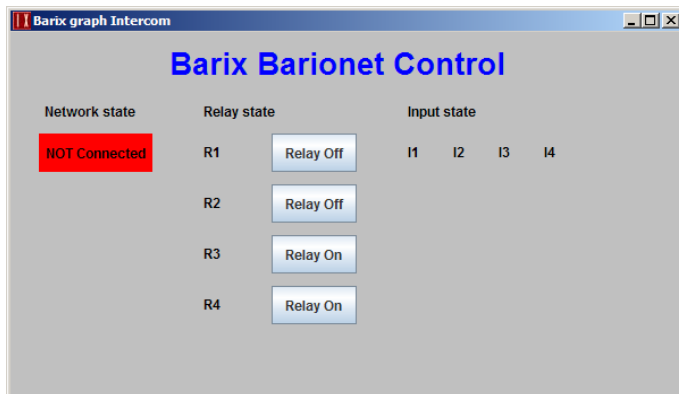 Barix graph Intercom
Barix Barionet Control
Network state Relay state Input state
NOT Connected R1 Relay Off I1 I2 I3 I4
R2 Relay Off
R3 Relay On
R4 Relay On